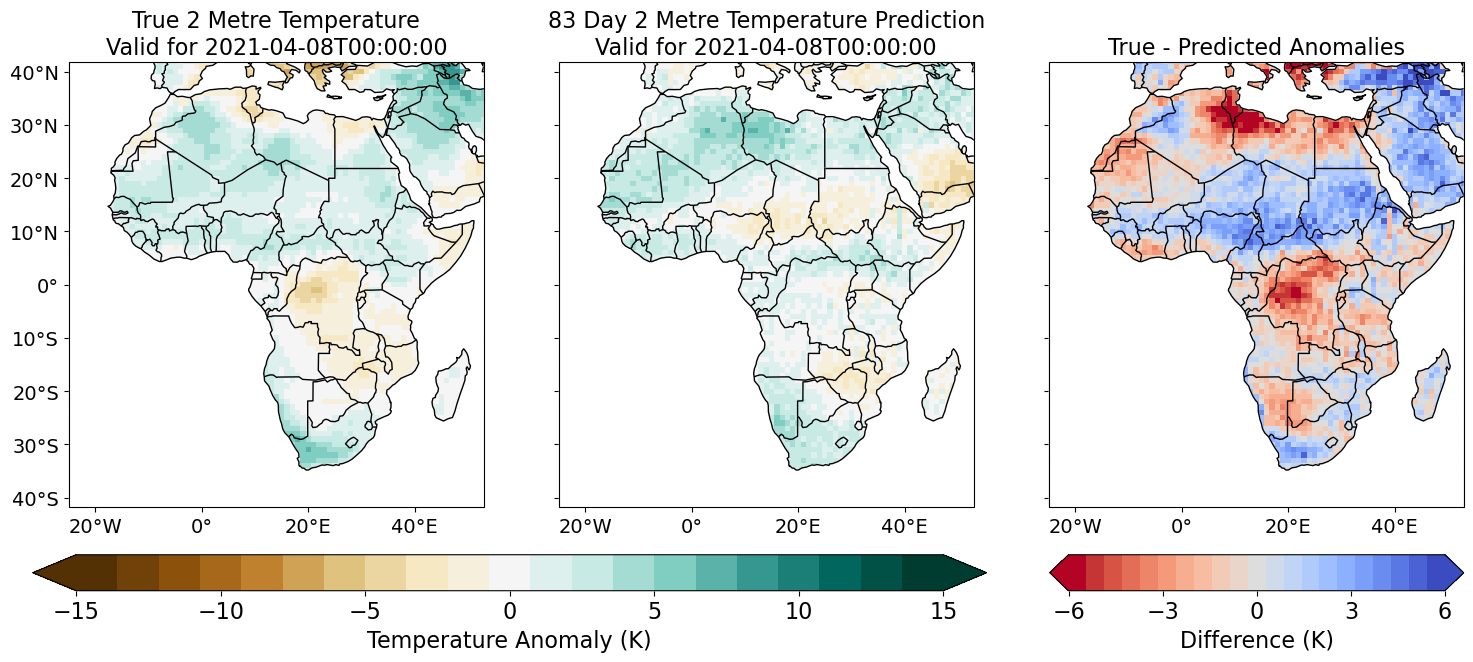 True 2 Metre Temperature
Valid for 2021-04-08T00:00:00
83 Day 2 Metre Temperature Prediction
Valid for 2021-04-08T00:00:00
True - Predicted Anomalies
40°N
30°N
20°N
10°N
0°
10°S
20°S
30°S
40°S
20°W 0° 20°E 40°E
20°W 0° 20°E 40°E
20°W 0° 20°E 40°E
−15 −10 −5 0 5 10 15
Temperature Anomaly (K)
−6 −3 0 3 6
Difference (K)